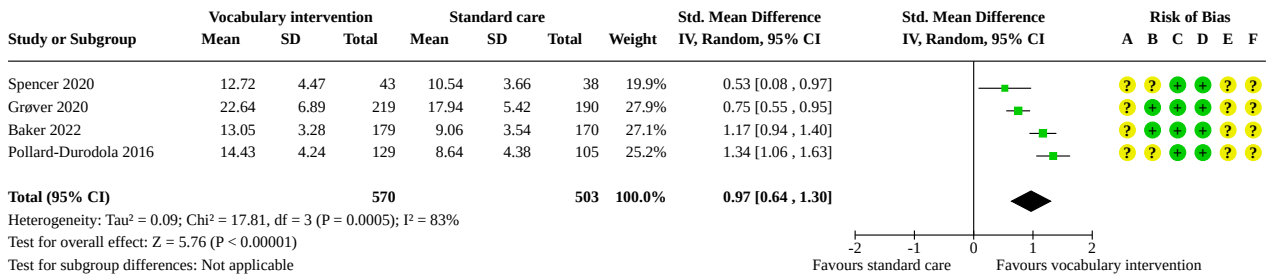 Vocabulary intervention Standard care Std. Mean Difference Std. Mean Difference Risk of Bias
Study or Subgroup Mean SD Total Mean SD Total Weight IV, Random, 95% CI IV, Random, 95% CI A B C D E F
Spencer 2020 12.72 4.47 43 10.54 3.66 38 19.9% 0.53 [0.08 , 0.97] ? ? + + ? ?
Grøver 2020 22.64 6.89 219 17.94 5.42 190 27.9% 0.75 [0.55 , 0.95] ? + + + ? ?
Baker 2022 13.05 3.28 179 9.06 3.54 170 27.1% 1.17 [0.94 , 1.40] ? + + + ? ?
Pollard-Durodola 2016 14.43 4.24 129 8.64 4.38 105 25.2% 1.34 [1.06 , 1.63] ? ? + + ? ?
Total (95% CI) 570 503 100.0% 0.97 [0.64 , 1.30]
Heterogeneity: Tau² = 0.09; Chi² = 17.81, df = 3 (P = 0.0005); I² = 83%
Test for overall effect: Z = 5.76 (P < 0.00001)
Test for subgroup differences: Not applicable
-2 -1 0 1 2
Favours standard care Favours vocabulary intervention